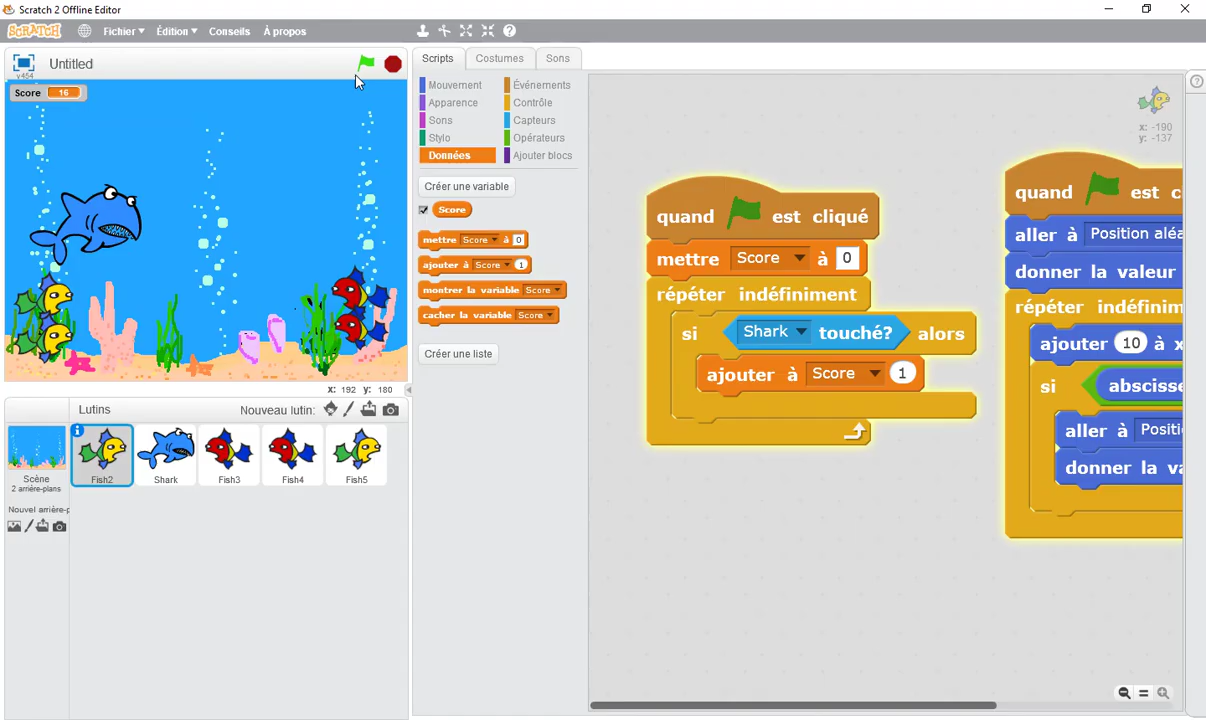 Scratch 2 Offline Editor
SCRATCH Fichier Édition Conseils À propos
v454 Untitled
Score 16
x: 192 y: 180
Lutins Nouveau lutin:
Scène
2 arrière-plans
Nouvel arrière-p
Fish2 Shark Fish3 Fish4 Fish5
Scripts Costumes Sons
Mouvement Événements
Apparence Contrôle
Sons Capteurs
Stylo Opérateurs
Données Ajouter blocs
Créer une variable
Score
mettre Score à 0
ajouter à Score 1
montrer la variable Score
cacher la variable Score
Créer une liste
quand est cliqué
mettre Score à 0
répéter indéfiniment
si Shark touché? alors
ajouter à Score 1
quand est c
aller à Position aléa
donner la valeur
répéter indéfinim
ajouter 10 à x
si abscisse
aller à Positi
donner la va
x: -190
y: -137